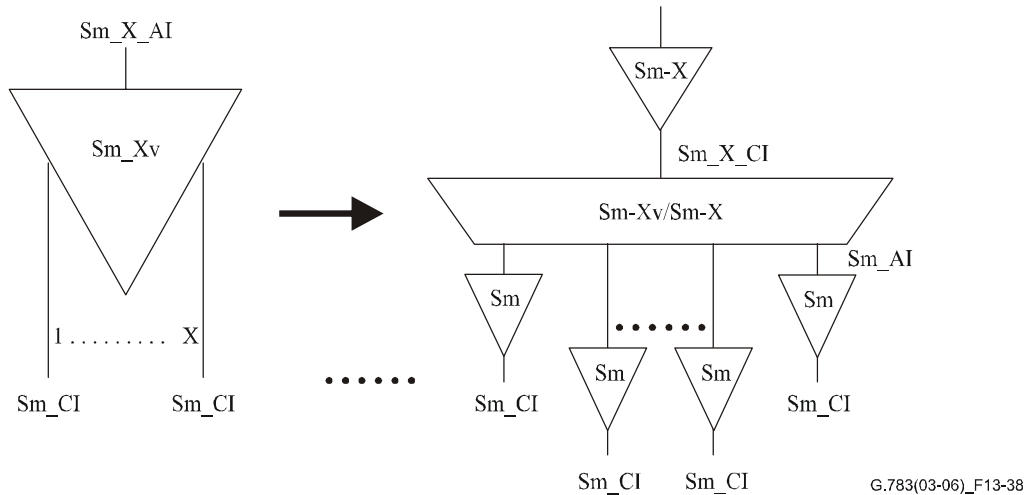 Sm_X_AI
Sm_Xv
1 . . . . . . . . . X
Sm_CI
Sm_CI
Sm-X
Sm_X_CI
Sm-Xv/Sm-X
Sm_AI
Sm
Sm
Sm
Sm
Sm_CI
Sm_CI
Sm_CI
Sm_CI
G.783(03-06)_F13-38